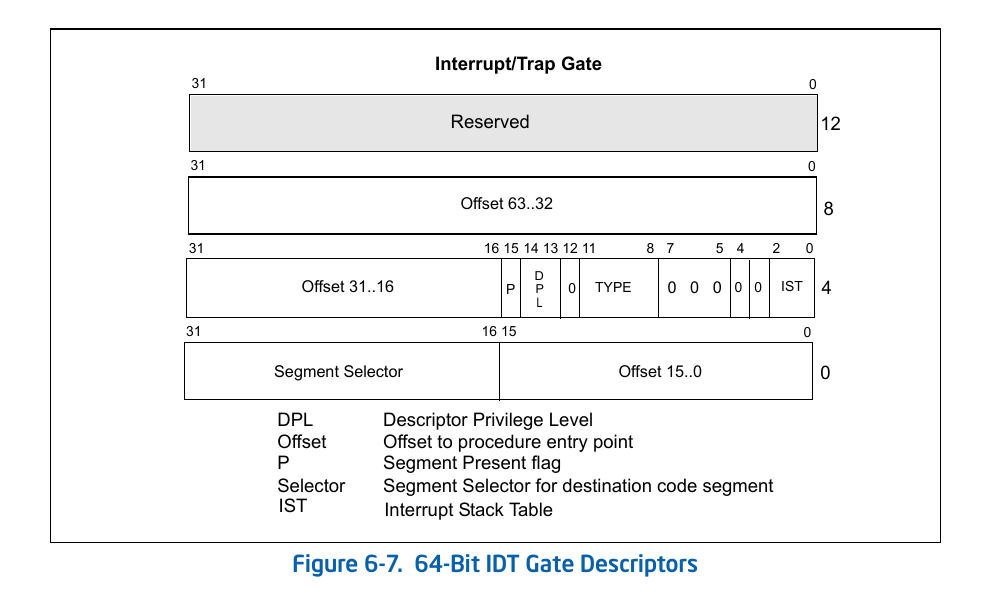 Interrupt/Trap Gate
31 0
Reserved 12
31 0
Offset 63..32 8
31 16 15 14 13 12 11 8 7 5 4 2 0
Offset 31..16 P DPL 0 TYPE 0 0 0 0 0 IST 4
31 16 15 0
Segment Selector Offset 15..0 0
DPL Descriptor Privilege Level
Offset Offset to procedure entry point
P Segment Present flag
Selector Segment Selector for destination code segment
IST Interrupt Stack Table
Figure 6-7. 64-Bit IDT Gate Descriptors